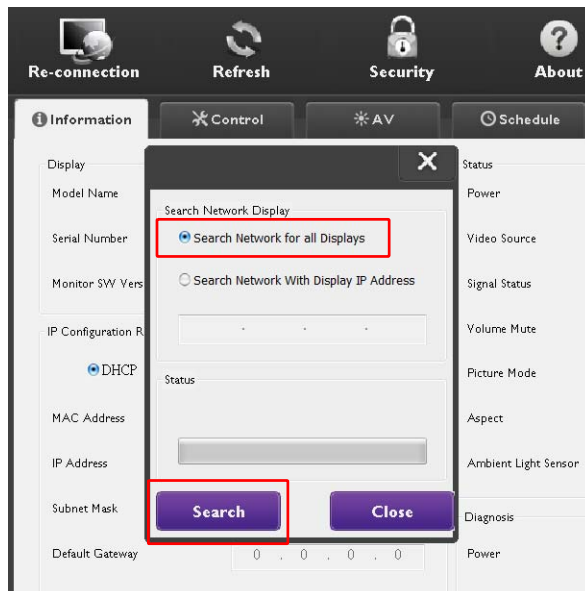 Re-connection Refresh Security About
Information Control AV Schedule
Display
Model Name
Serial Number
Monitor SW Vers
IP Configuration R
DHCP
MAC Address
IP Address
Subnet Mask
Default Gateway 0 . 0 . 0 . 0
X
Search Network Display
Search Network for all Displays
Search Network With Display IP Address
. . .
Status
Search Close
Status
Power
Video Source
Signal Status
Volume Mute
Picture Mode
Aspect
Ambient Light Sensor
Diagnosis
Power